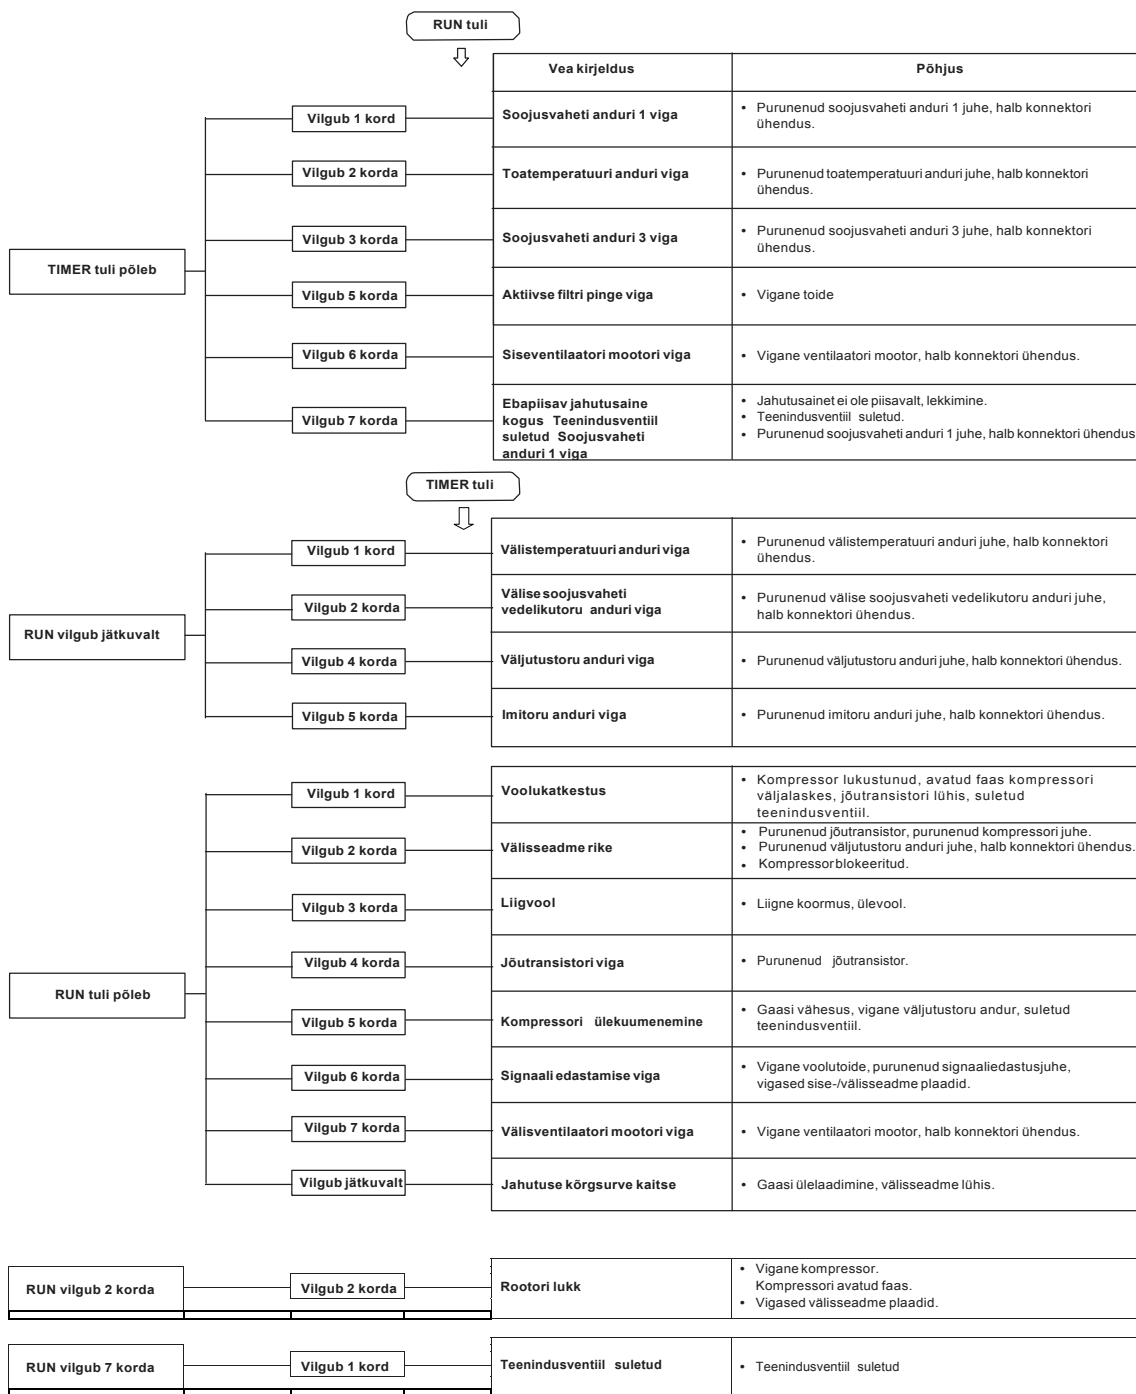 RUN tuli
Vea kirjeldus
Põhjus
Vilgub 1 kord
Soojusvaheti anduri 1 viga
• Purunenud soojusvaheti anduri 1 juhe, halb konnektori
ühendus.
Vilgub 2 korda
Toatemperatuuri anduri viga
• Purunenud toatemperatuuri anduri juhe, halb konnektori
ühendus.
Vilgub 3 korda
Soojusvaheti anduri 3 viga
• Purunenud soojusvaheti anduri 3 juhe, halb konnektori
ühendus.
TIMER tuli põleb
Vilgub 5 korda
Aktiivse filtri pinge viga
• Vigane toide
Vilgub 6 korda
Siseventilaatori mootori viga
• Vigane ventilaatori mootor, halb konnektori ühendus.
Vilgub 7 korda
Ebapiisav jahutusaine
kogus Teenindusventiil
suletud Soojusvaheti
anduri 1 viga
• Jahutusainet ei ole piisavalt, lekkimine.
• Teenindusventiil suletud.
• Purunenud soojusvaheti anduri 1 juhe, halb konnektori ühendus
TIMER tuli
Vilgub 1 kord
Välistemperatuuri anduri viga
• Purunenud välistemperatuuri anduri juhe, halb konnektori
ühendus.
Vilgub 2 korda
Välise soojusvaheti
vedelikutoru anduri viga
• Purunenud välise soojusvaheti vedelikutoru anduri juhe,
halb konnektori ühendus.
RUN vilgub jätkuvalt
Vilgub 4 korda
Väljutustoru anduri viga
• Purunenud väljutustoru anduri juhe, halb konnektori ühendus.
Vilgub 5 korda
Imitoru anduri viga
• Purunenud imitoru anduri juhe, halb konnektori ühendus.
Vilgub 1 kord
Voolukatkestus
• Kompressor lukustunud, avatud faas kompressori
väljalaskes, jõutransistori lühis, suletud
teenindusventiil.
Vilgub 2 korda
Välisseadme rike
• Purunenud jõutransistor, purunenud kompressori juhe.
• Purunenud väljutustoru anduri juhe, halb konnektori ühendus.
• Kompressor blokeeritud.
Vilgub 3 korda
Liigvool
• Liigne koormus, ülevool.
Vilgub 4 korda
Jõutransistori viga
• Purunenud jõutransistor.
RUN tuli põleb
Vilgub 5 korda
Kompressori ülekuumenemine
• Gaasi vähesus, vigane väljutustoru andur, suletud
teenindusventiil.
Vilgub 6 korda
Signaali edastamise viga
• Vigane voolutoide, purunenud signaaliedastusjuhe,
vigased sise-/välisseadme plaadid.
Vilgub 7 korda
Välisventilaatori mootori viga
• Vigane ventilaatori mootor, halb konnektori ühendus.
Vilgub jätkuvalt
Jahutuse kõrgsurve kaitse
• Gaasi ülelaadimine, välisseadme lühis.
RUN vilgub 2 korda
Vilgub 2 korda
Rootori lukk
• Vigane kompressor.
Kompressori avatud faas.
• Vigased välisseadme plaadid.
RUN vilgub 7 korda
Vilgub 1 kord
Teenindusventiil suletud
• Teenindusventiil suletud